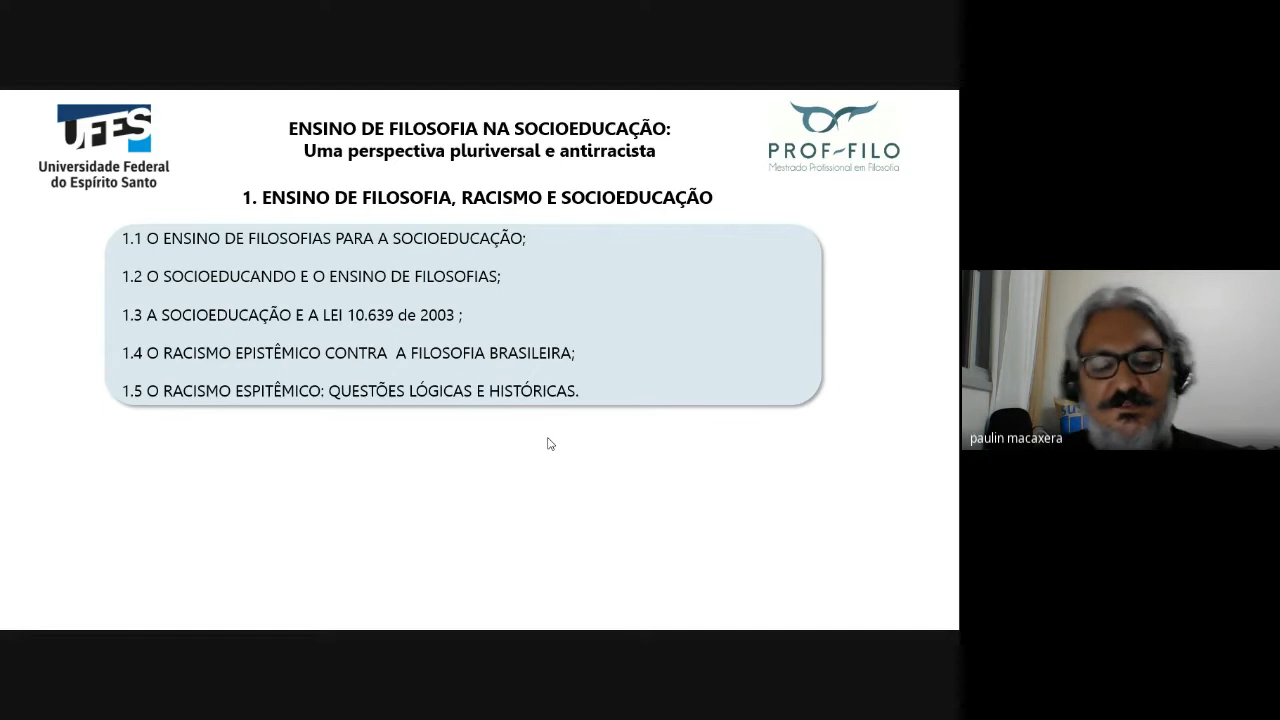 UFES
Universidade Federal
do Espírito Santo
ENSINO DE FILOSOFIA NA SOCIOEDUCAÇÃO:
Uma perspectiva pluriversal e antirracista
PROF-FILO
Mestrado Profissional em Filosofia
1. ENSINO DE FILOSOFIA, RACISMO E SOCIOEDUCAÇÃO
1.1 O ENSINO DE FILOSOFIAS PARA A SOCIOEDUCAÇÃO;
1.2 O SOCIOEDUCANDO E O ENSINO DE FILOSOFIAS;
1.3 A SOCIOEDUCAÇÃO E A LEI 10.639 de 2003 ;
1.4 O RACISMO EPISTÊMICO CONTRA A FILOSOFIA BRASILEIRA;
1.5 O RACISMO ESPITÊMICO: QUESTÕES LÓGICAS E HISTÓRICAS.
paulin macaxera